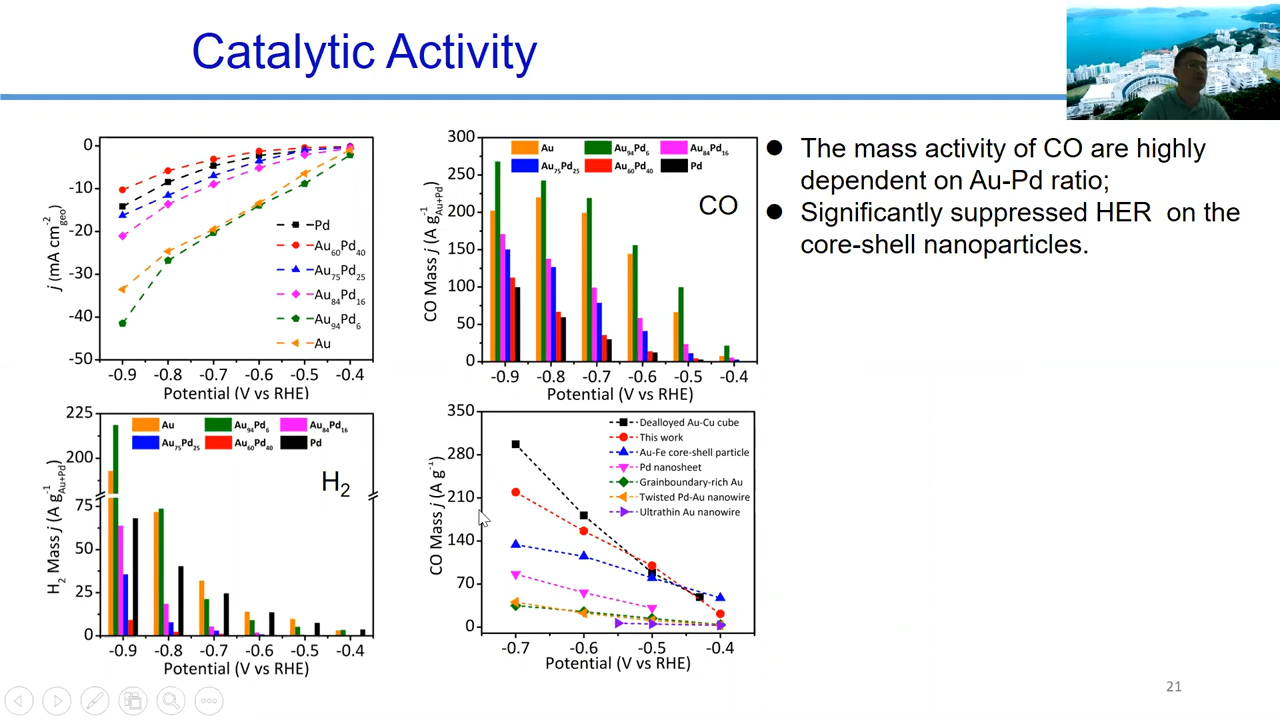 Catalytic Activity
0
-10
-20
-30
-40
-50
j (mA cm⁻²geo)
Pd
Au₆₀Pd₄₀
Au₇₅Pd₂₅
Au₈₄Pd₁₆
Au₉₄Pd₆
Au
-0.9 -0.8 -0.7 -0.6 -0.5 -0.4
Potential (V vs RHE)
300
250
200
150
100
50
0
CO Mass j (A g⁻¹Au+Pd)
Au Au₉₄Pd₆ Au₈₄Pd₁₆
Au₇₅Pd₂₅ Au₆₀Pd₄₀ Pd
CO
-0.9 -0.8 -0.7 -0.6 -0.5 -0.4
Potential (V vs RHE)
The mass activity of CO are highly
dependent on Au-Pd ratio;
Significantly suppressed HER on the
core-shell nanoparticles.
225
200
75
50
25
0
H₂ Mass j (A g⁻¹Au+Pd)
Au Au₉₄Pd₆ Au₈₄Pd₁₆
Au₇₅Pd₂₅ Au₆₀Pd₄₀ Pd
H₂
-0.9 -0.8 -0.7 -0.6 -0.5 -0.4
Potential (V vs RHE)
350
280
210
140
70
0
CO Mass j (A g⁻¹)
Dealloyed Au-Cu cube
This work
Au-Fe core-shell particle
Pd nanosheet
Grainboundary-rich Au
Twisted Pd-Au nanowire
Ultrathin Au nanowire
-0.7 -0.6 -0.5 -0.4
Potential (V vs RHE)
21